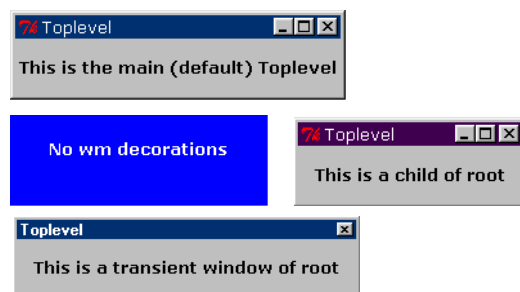 Toplevel
This is the main (default) Toplevel
No wm decorations
Toplevel
This is a child of root
Toplevel
This is a transient window of root